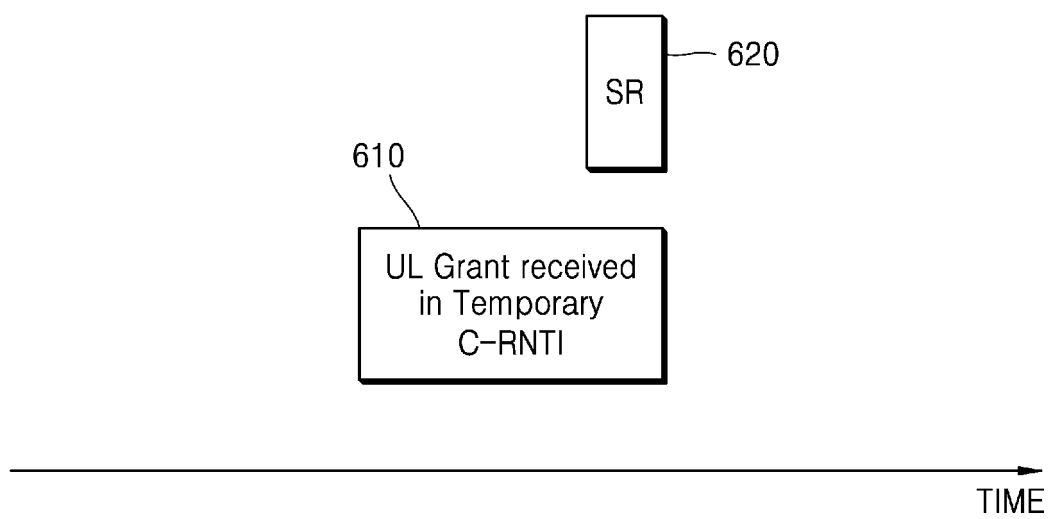 620
SR
610
UL Grant received
in Temporary
C-RNTI
TIME